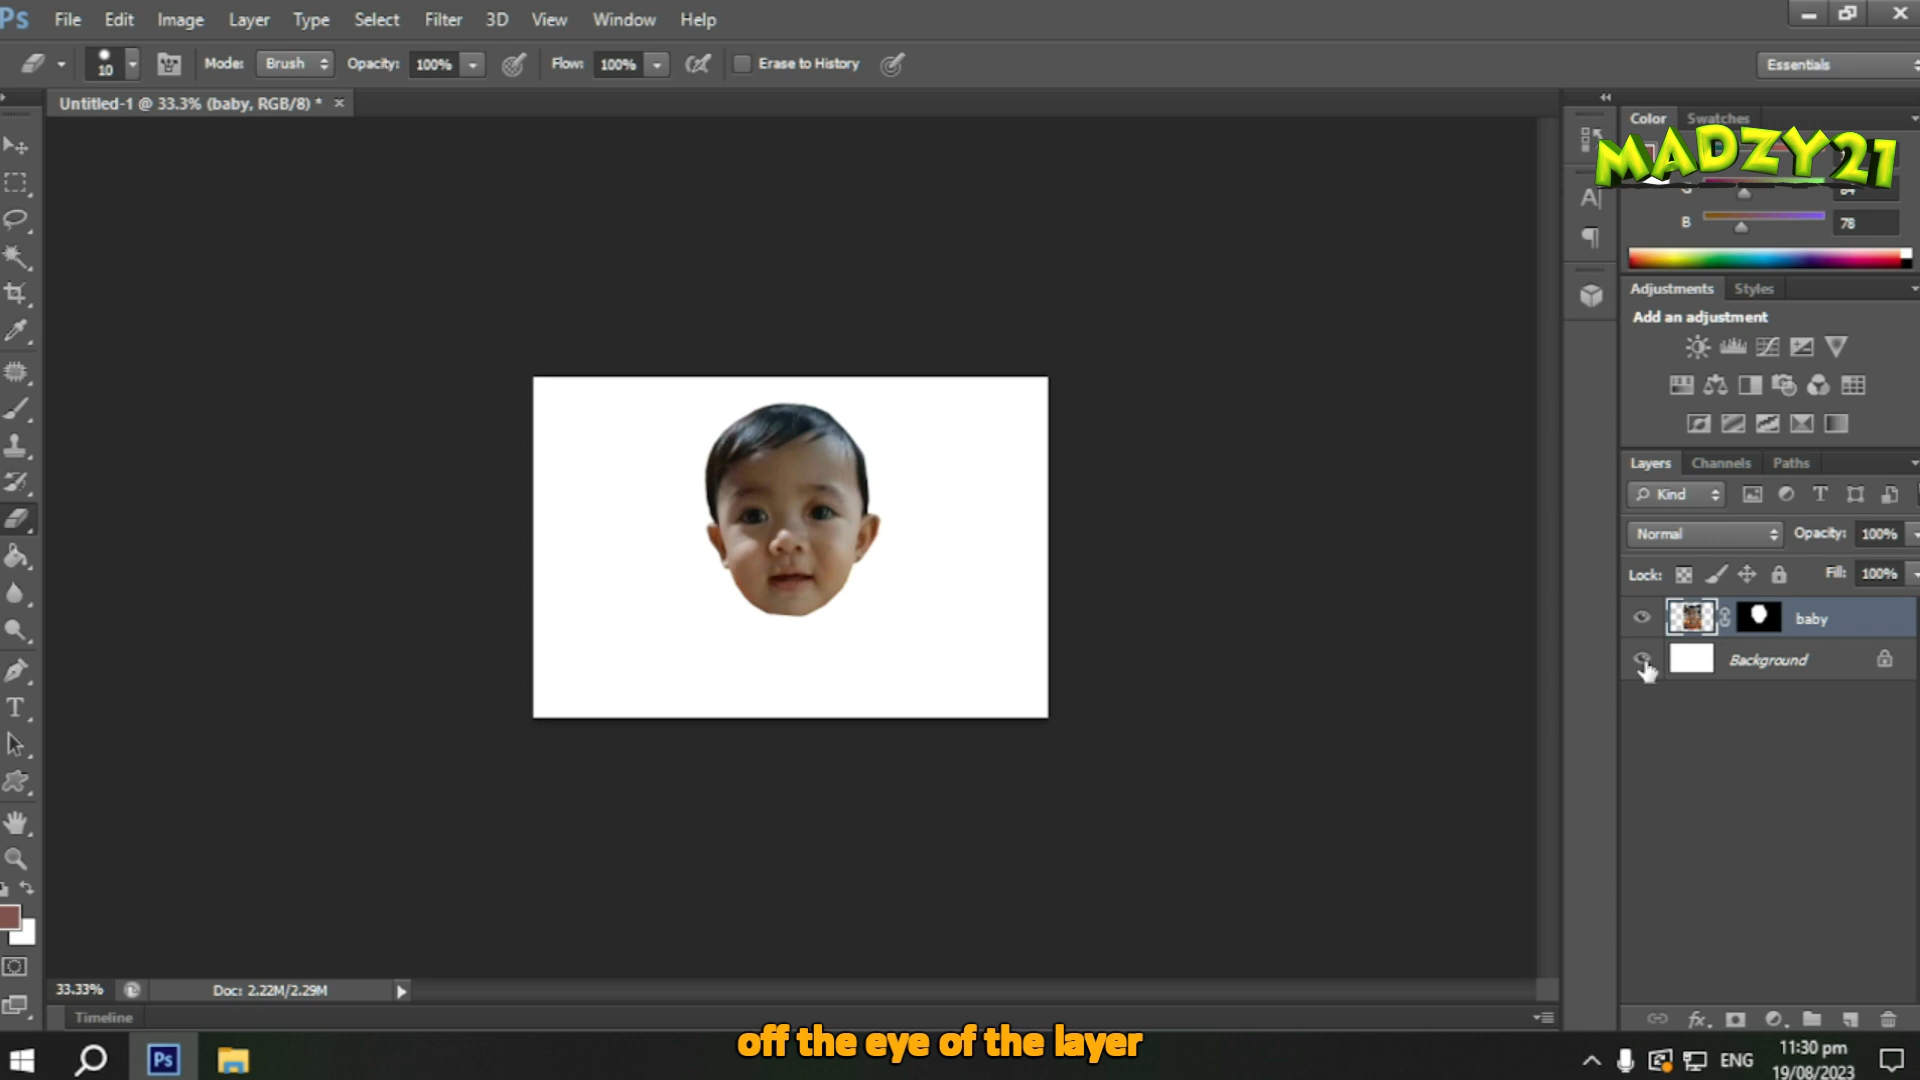 Ps File Edit Image Layer Type Select Filter 3D View Window Help
10 Mode: Brush Opacity: 100% Flow: 100% Erase to History Essentials
Untitled-1 @ 33.3% (baby, RGB/8) * ×
Color Swatches
MADZY21
G 84
B 78
Adjustments Styles
Add an adjustment
Layers Channels Paths
Kind
Normal Opacity: 100%
Lock: Fill: 100%
baby
Background
33.33% Doc: 2.22M/2.29M
Timeline
off the eye of the layer
Ps ENG 11:30 pm
19/08/2023